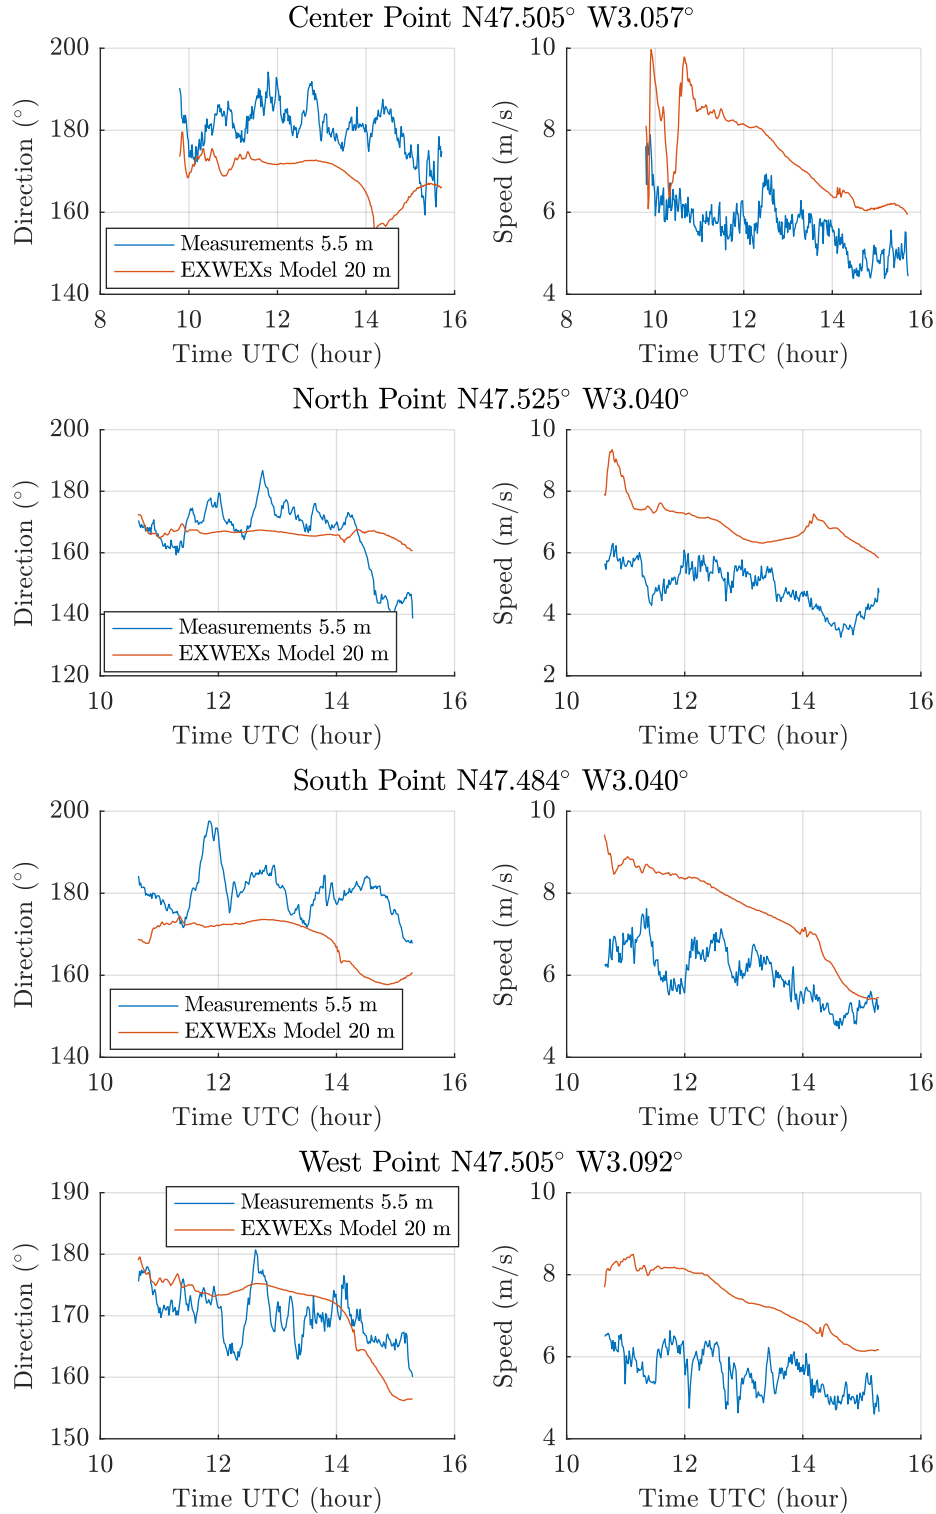 Center Point N47.505° W3.057°
200
180
160
140
Direction (°)
Measurements 5.5 m
EXWEXs Model 20 m
8
10
12
14
16
Time UTC (hour)
10
8
6
4
Speed (m/s)
8
10
12
14
16
Time UTC (hour)
North Point N47.525° W3.040°
200
180
160
140
120
Direction (°)
Measurements 5.5 m
EXWEXs Model 20 m
10
12
14
16
Time UTC (hour)
10
8
6
4
2
Speed (m/s)
10
12
14
16
Time UTC (hour)
South Point N47.484° W3.040°
200
180
160
140
Direction (°)
Measurements 5.5 m
EXWEXs Model 20 m
10
12
14
16
Time UTC (hour)
10
8
6
4
Speed (m/s)
10
12
14
16
Time UTC (hour)
West Point N47.505° W3.092°
190
180
170
160
150
Direction (°)
Measurements 5.5 m
EXWEXs Model 20 m
10
12
14
16
Time UTC (hour)
10
8
6
4
Speed (m/s)
10
12
14
16
Time UTC (hour)